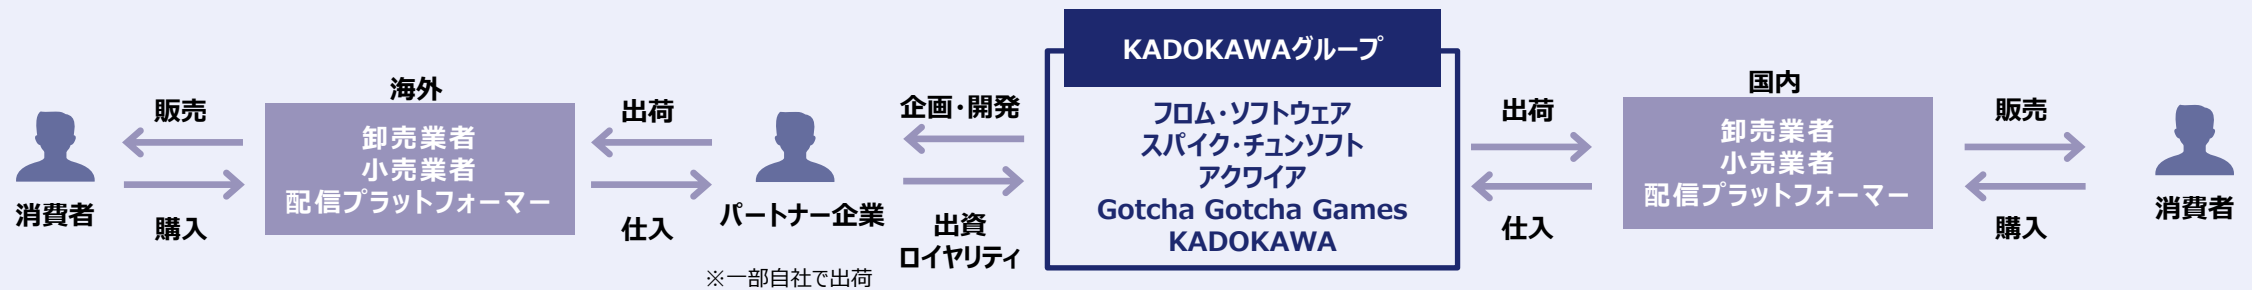 KADOKAWAグループ
海外
国内
販売
出荷
企画・開発
フロム・ソフトウェア
出荷
販売
卸売業者
スパイク・チュンソフト
卸売業者
小売業者
アクワイア
小売業者
配信プラットフォーマー
Gotcha Gotcha Games
配信プラットフォーマー
消費者
購入
仕入
パートナー企業
出資
ロイヤリティ
KADOKAWA
仕入
購入
消費者
※一部自社で出荷